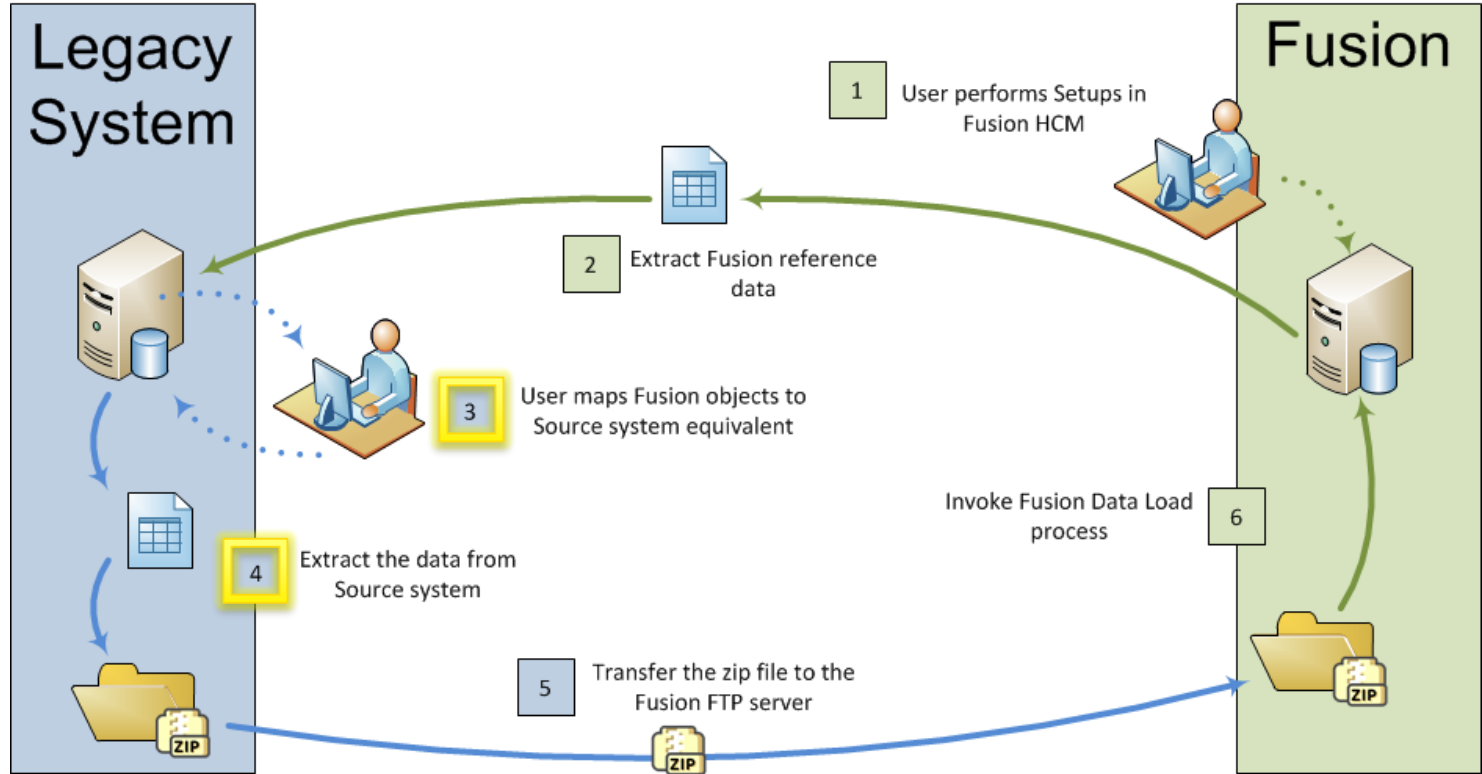 Legacy
System
Fusion
1
User performs Setups in
Fusion HCM
2
Extract Fusion reference
data
3
User maps Fusion objects to
Source system equivalent
4
Extract the data from
Source system
5
Transfer the zip file to the
Fusion FTP server
Invoke Fusion Data Load
process
6
ZIP
ZIP
ZIP